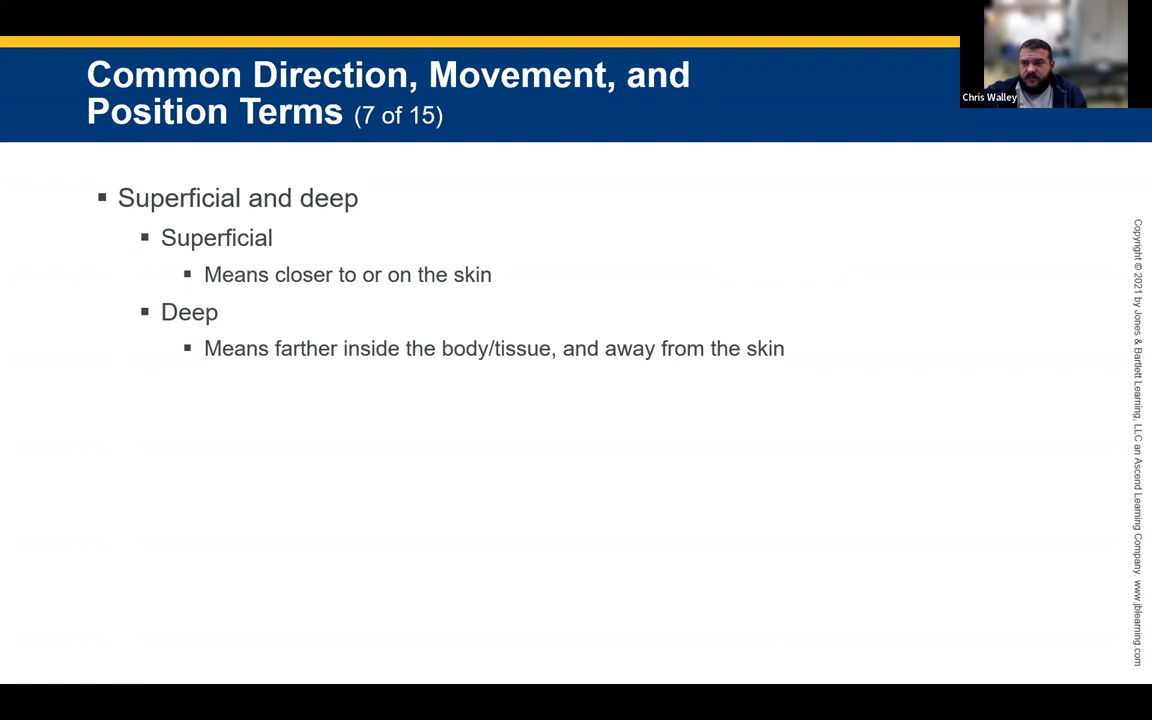 Common Direction, Movement, and
Position Terms (7 of 15)
Chris Walley
▪ Superficial and deep
▪ Superficial
▪ Means closer to or on the skin
▪ Deep
▪ Means farther inside the body/tissue, and away from the skin
Copyright © 2021 by Jones & Bartlett Learning, LLC an Ascend Learning Company. www.jblearning.com